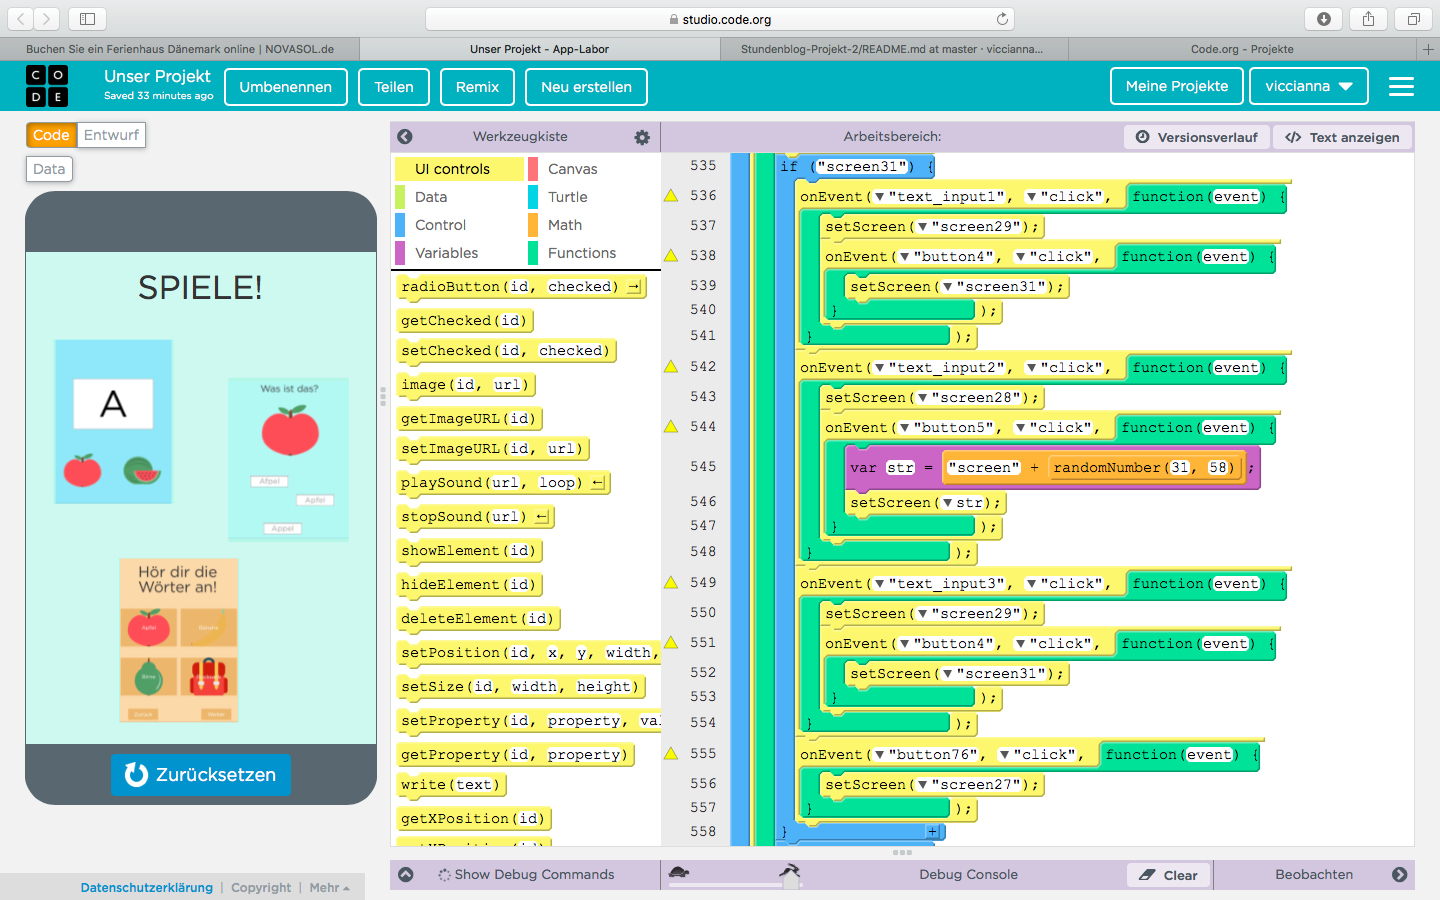 studio.code.org
Buchen Sie ein Ferienhaus Dänemark online | NOVASOL.de
Unser Projekt - App-Labor
Stundenblog-Projekt-2/README.md at master · viccianna...
Code.org - Projekte
CODE
Unser Projekt
Saved 33 minutes ago
Umbenennen
Teilen
Remix
Neu erstellen
Meine Projekte
viccianna
Code
Entwurf
Data
Werkzeugkiste
Arbeitsbereich:
Versionsverlauf
</> Text anzeigen
SPIELE!
A
Was ist das?
Apfel
Appel
Hör dir die
Wörter an!
Apfel
Birne
Zurück
Weiter
Zurücksetzen
UI controls
Canvas
Data
Turtle
Control
Math
Variables
Functions
radioButton(id, checked)
getChecked(id)
setChecked(id, checked)
image(id, url)
getImageURL(id)
setImageURL(id, url)
playSound(url, loop)
stopSound(url)
showElement(id)
hideElement(id)
deleteElement(id)
setPosition(id, x, y, width,
setSize(id, width, height)
setProperty(id, property, val
getProperty(id, property)
write(text)
getXPosition(id)
535 if ("screen31") {
536 onEvent("text_input1", "click", function(event) {
537 setScreen("screen29");
538 onEvent("button4", "click", function(event) {
539 setScreen("screen31");
540 } );
541 } );
542 onEvent("text_input2", "click", function(event) {
543 setScreen("screen28");
544 onEvent("button5", "click", function(event) {
545 var str = "screen" + randomNumber(31, 58) ;
546 setScreen(str);
547 } );
548 } );
549 onEvent("text_input3", "click", function(event) {
550 setScreen("screen29");
551 onEvent("button4", "click", function(event) {
552 setScreen("screen31");
553 } );
554 } );
555 onEvent("button76", "click", function(event) {
556 setScreen("screen27");
557 } );
558 } +
Show Debug Commands
Debug Console
Clear
Beobachten
Datenschutzerklärung | Copyright | Mehr